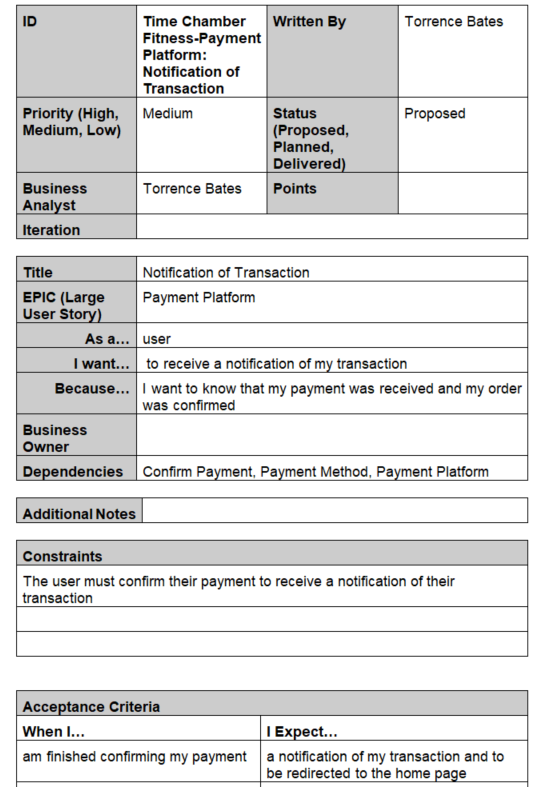 ID
Time Chamber
Fitness-Payment
Platform:
Notification of
Transaction
Written By
Torrence Bates
Priority (High,
Medium, Low)
Medium
Status
(Proposed,
Planned,
Delivered)
Proposed
Business
Analyst
Torrence Bates
Points
Iteration
Title
Notification of Transaction
EPIC (Large
User Story)
Payment Platform
As a…
user
I want…
to receive a notification of my transaction
Because…
I want to know that my payment was received and my order
was confirmed
Business
Owner
Dependencies
Confirm Payment, Payment Method, Payment Platform
Additional Notes
Constraints
The user must confirm their payment to receive a notification of their
transaction
Acceptance Criteria
When I…
I Expect…
am finished confirming my payment
a notification of my transaction and to
be redirected to the home page